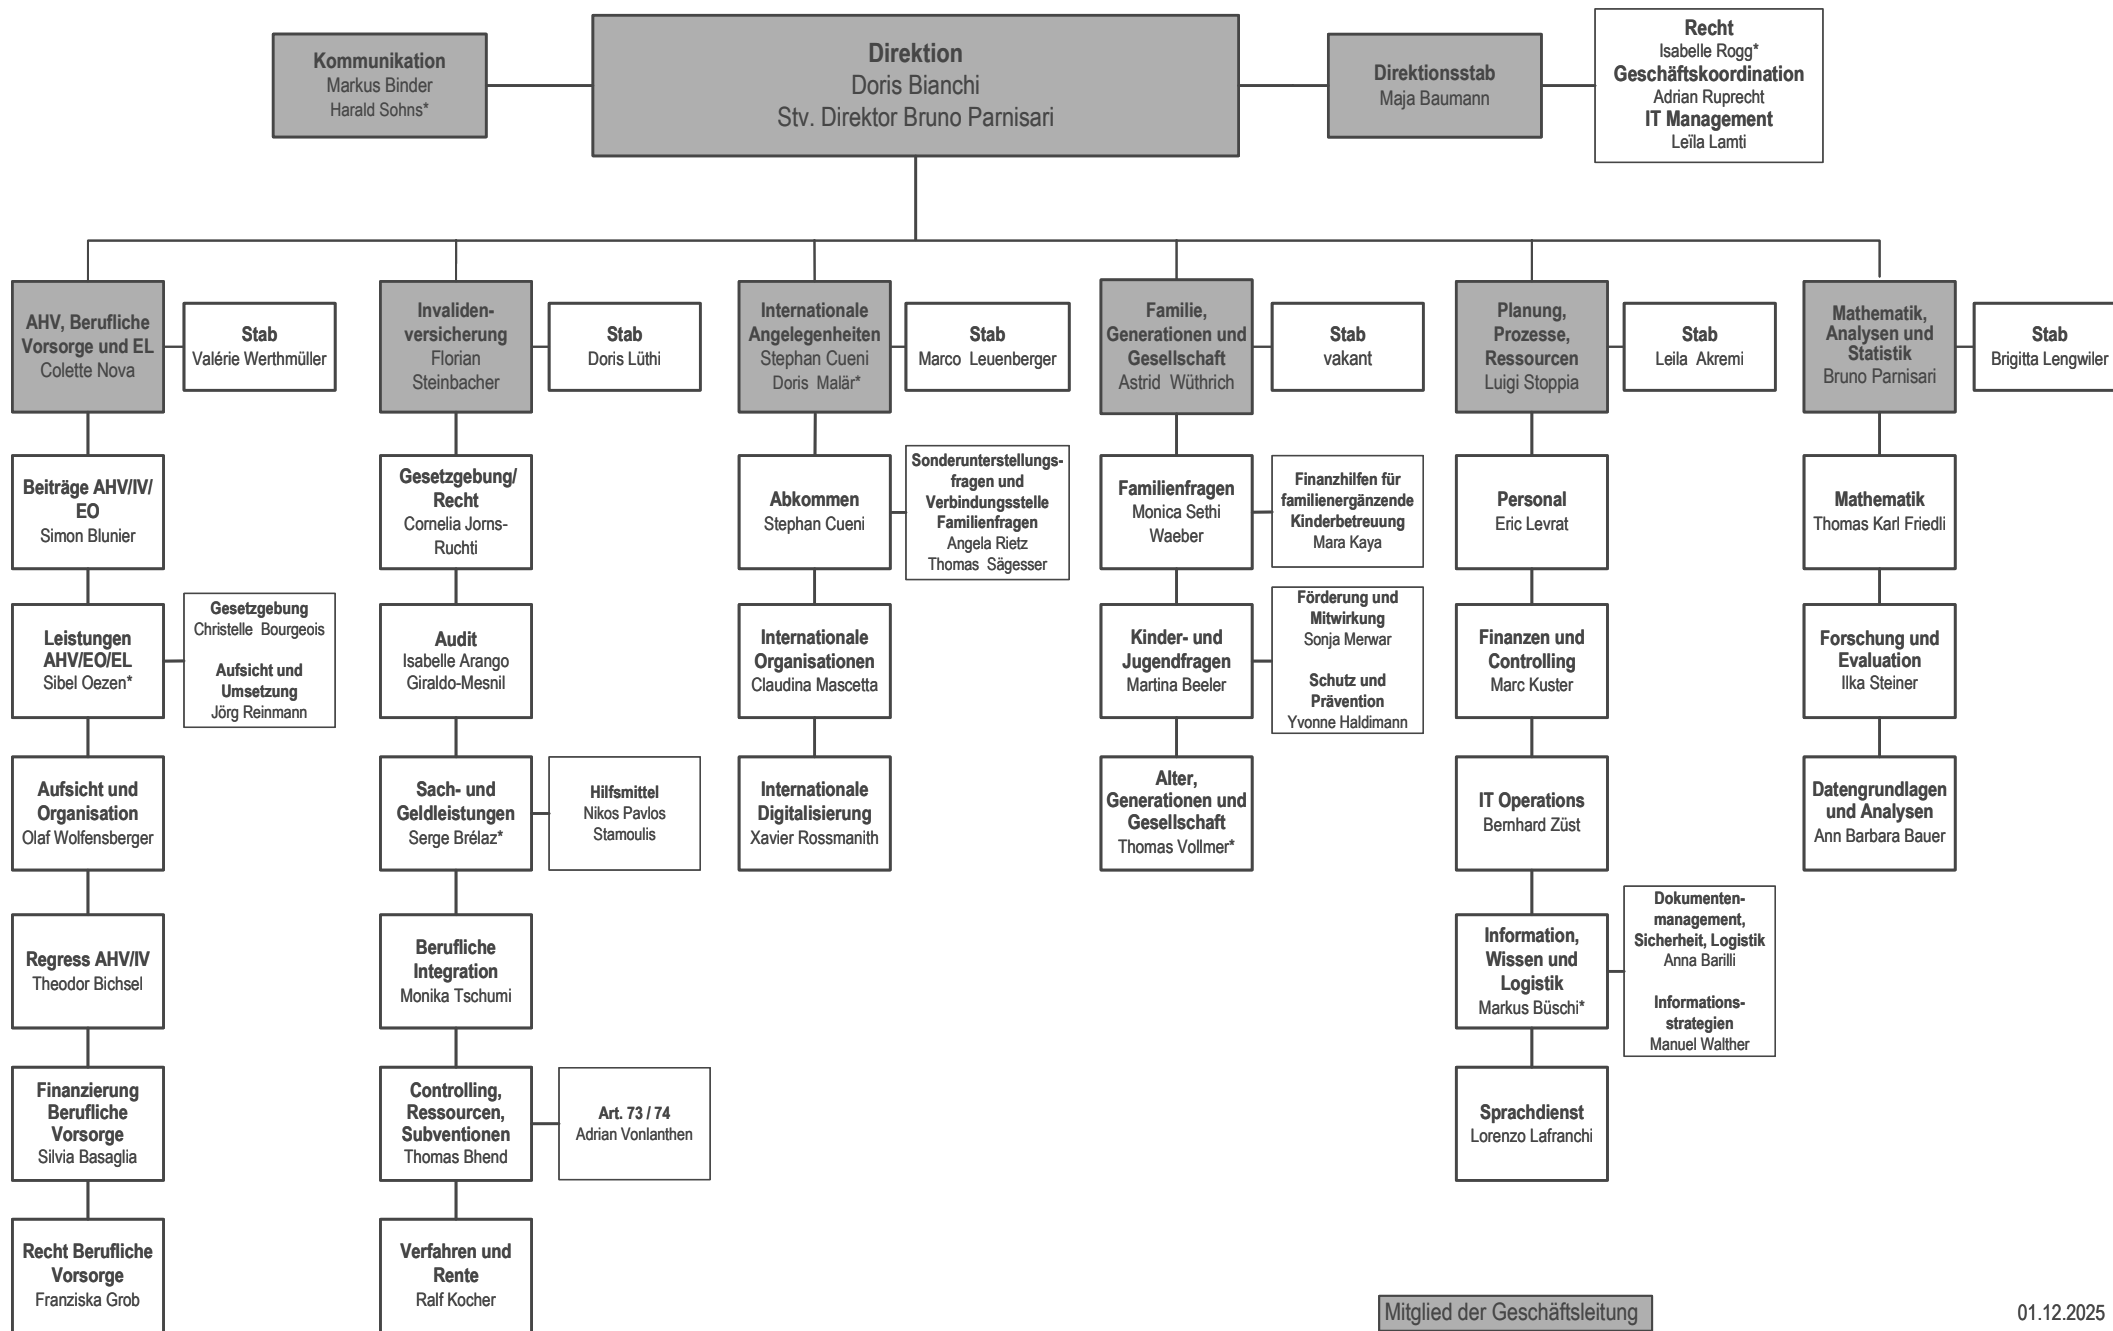 Kommunikation
Markus Binder
Harald Sohns*
Direktion
Doris Bianchi
Stv. Direktor Bruno Parnisari
Direktionsstab
Maja Baumann
Recht
Isabelle Rogg*
Geschäftskoordination
Adrian Ruprecht
IT Management
Leïla Lamti
AHV, Berufliche
Vorsorge und EL
Colette Nova
Stab
Valérie Werthmüller
Invaliden-
versicherung
Florian
Steinbacher
Stab
Doris Lüthi
Internationale
Angelegenheiten
Stephan Cueni
Doris Malär*
Stab
Marco Leuenberger
Familie,
Generationen und
Gesellschaft
Astrid Wüthrich
Stab
vakant
Planung,
Prozesse,
Ressourcen
Luigi Stoppia
Stab
Leila Akremi
Mathematik,
Analysen und
Statistik
Bruno Parnisari
Stab
Brigitta Lengwiler
Beiträge AHV/IV/
EO
Simon Blunier
Gesetzgebung/
Recht
Cornelia Jorns-
Ruchti
Abkommen
Stephan Cueni
Sonderunterstellungs-
fragen und
Verbindungsstelle
Familienfragen
Angela Rietz
Thomas Sägesser
Familienfragen
Monica Sethi
Waeber
Finanzhilfen für
familienergänzende
Kinderbetreuung
Mara Kaya
Personal
Eric Levrat
Mathematik
Thomas Karl Friedli
Leistungen
AHV/EO/EL
Sibel Oezen*
Gesetzgebung
Christelle Bourgeois
Aufsicht und
Umsetzung
Jörg Reinmann
Audit
Isabelle Arango
Giraldo-Mesnil
Internationale
Organisationen
Claudina Mascetta
Kinder- und
Jugendfragen
Martina Beeler
Förderung und
Mitwirkung
Sonja Merwar
Schutz und
Prävention
Yvonne Haldimann
Finanzen und
Controlling
Marc Kuster
Forschung und
Evaluation
Ilka Steiner
Aufsicht und
Organisation
Olaf Wolfensberger
Sach- und
Geldleistungen
Serge Brélaz*
Hilfsmittel
Nikos Pavlos
Stamoulis
Internationale
Digitalisierung
Xavier Rossmanith
Alter,
Generationen und
Gesellschaft
Thomas Vollmer*
IT Operations
Bernhard Züst
Datengrundlagen
und Analysen
Ann Barbara Bauer
Regress AHV/IV
Theodor Bichsel
Berufliche
Integration
Monika Tschumi
Information,
Wissen und
Logistik
Markus Büschi*
Dokumenten-
management,
Sicherheit, Logistik
Anna Barilli
Informations-
strategien
Manuel Walther
Finanzierung
Berufliche
Vorsorge
Silvia Basaglia
Controlling,
Ressourcen,
Subventionen
Thomas Bhend
Art. 73 / 74
Adrian Vonlanthen
Sprachdienst
Lorenzo Lafranchi
Recht Berufliche
Vorsorge
Franziska Grob
Verfahren und
Rente
Ralf Kocher
Mitglied der Geschäftsleitung
01.12.2025